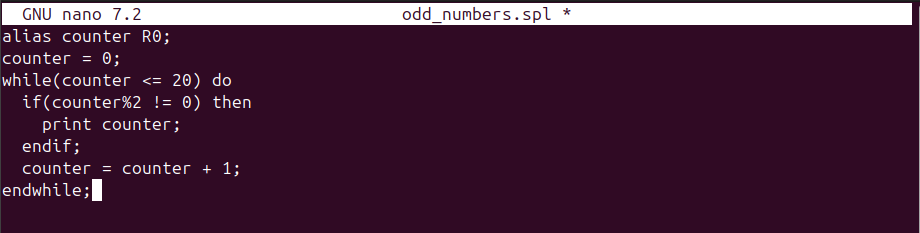 GNU nano 7.2 odd_numbers.spl *
alias counter R0;
counter = 0;
while(counter <= 20) do
  if(counter%2 != 0) then
    print counter;
  endif;
  counter = counter + 1;
endwhile;